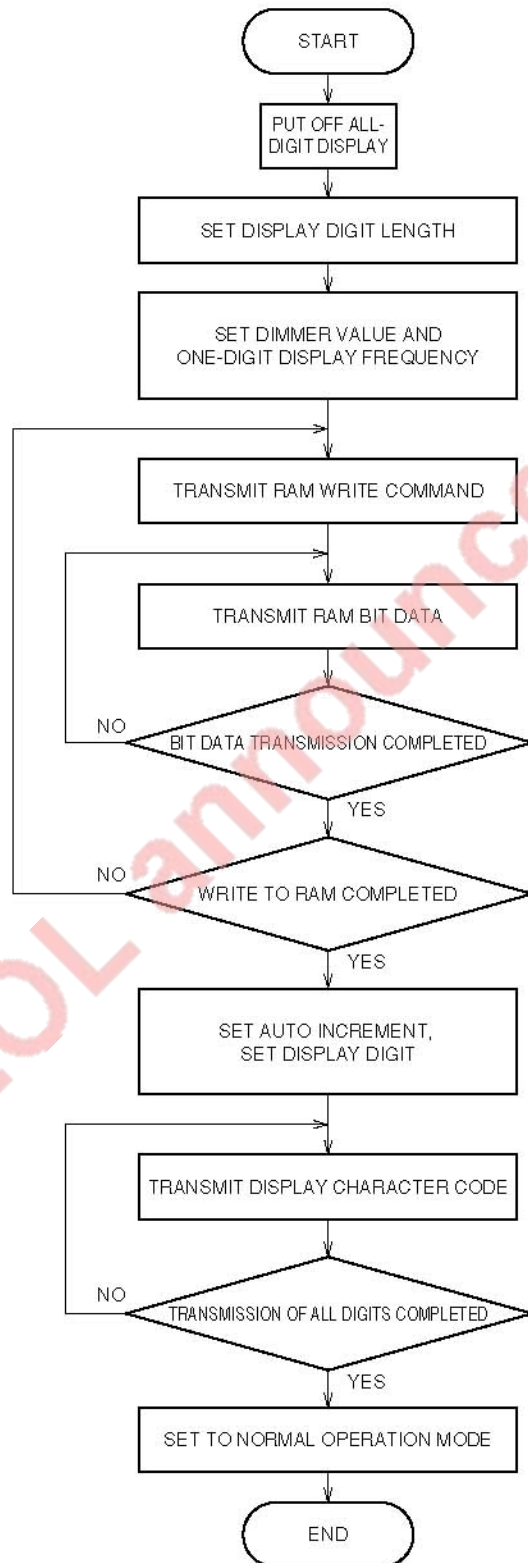 START
PUT OFF ALL-
DIGIT DISPLAY
SET DISPLAY DIGIT LENGTH
SET DIMMER VALUE AND
ONE-DIGIT DISPLAY FREQUENCY
TRANSMIT RAM WRITE COMMAND
TRANSMIT RAM BIT DATA
NO
BIT DATA TRANSMISSION COMPLETED
YES
NO
WRITE TO RAM COMPLETED
YES
SET AUTO INCREMENT,
SET DISPLAY DIGIT
TRANSMIT DISPLAY CHARACTER CODE
NO
TRANSMISSION OF ALL DIGITS COMPLETED
YES
SET TO NORMAL OPERATION MODE
END